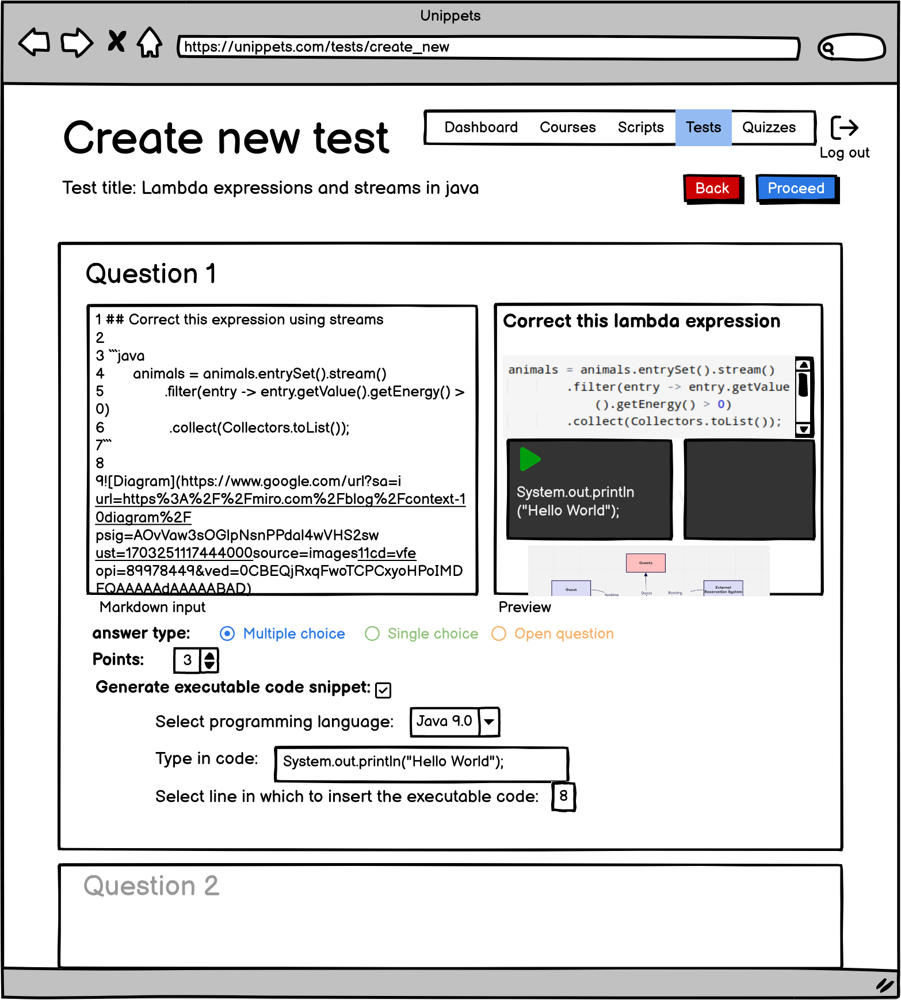 Unippets
https://unippets.com/tests/create_new
Create new test
Dashboard Courses Scripts Tests Quizzes
Log out
Test title: Lambda expressions and streams in java
Back Proceed
Question 1
1 ## Correct this expression using streams
2
3 ```java
4 animals = animals.entrySet().stream()
5 .filter(entry -> entry.getValue().getEnergy() >
0)
6 .collect(Collectors.toList());
7```
8
9![Diagram](https://www.google.com/url?sa=i
url=https%3A%2F%2Fmiro.com%2Fblog%2Fcontext-1
0diagram%2F
psig=AOvVaw3sOGlpNsnPPdal4wVHS2sw
ust=1703251117444000source=images11cd=vfe
opi=89978449&ved=0CBEQjRxqFwoTCPCxyoHPoIMD
FQAAAAAdAAAAABAD)
Markdown input
Correct this lambda expression
animals = animals.entrySet().stream()
.filter(entry -> entry.getValue
().getEnergy() > 0)
.collect(Collectors.toList());
System.out.println
("Hello World");
Guests
Guest
Booking
Guest
Booking
External
Reservation System
Preview
answer type: Multiple choice Single choice Open question
Points: 3
Generate executable code snippet:
Select programming language: Java 9.0
Type in code: System.out.println("Hello World");
Select line in which to insert the executable code: 8
Question 2